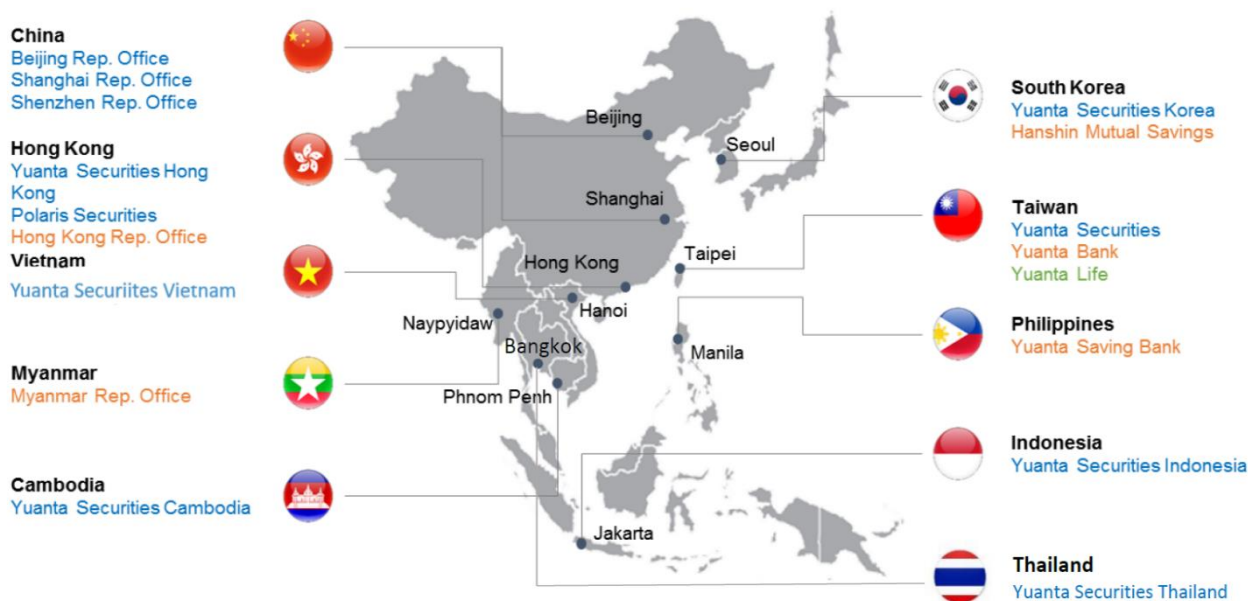 China
Beijing Rep. Office
Shanghai Rep. Office
Shenzhen Rep. Office
Hong Kong
Yuanta Securities Hong
Kong
Polaris Securities
Hong Kong Rep. Office
Vietnam
Yuanta Securiites Vietnam
Myanmar
Myanmar Rep. Office
Cambodia
Yuanta Securities Cambodia
Beijing
Seoul
Shanghai
Taipei
Hong Kong
Hanoi
Naypyidaw
Bangkok
Manila
Phnom Penh
Jakarta
South Korea
Yuanta Securities Korea
Hanshin Mutual Savings
Taiwan
Yuanta Securities
Yuanta Bank
Yuanta Life
Philippines
Yuanta Saving Bank
Indonesia
Yuanta Securities Indonesia
Thailand
Yuanta Securities Thailand